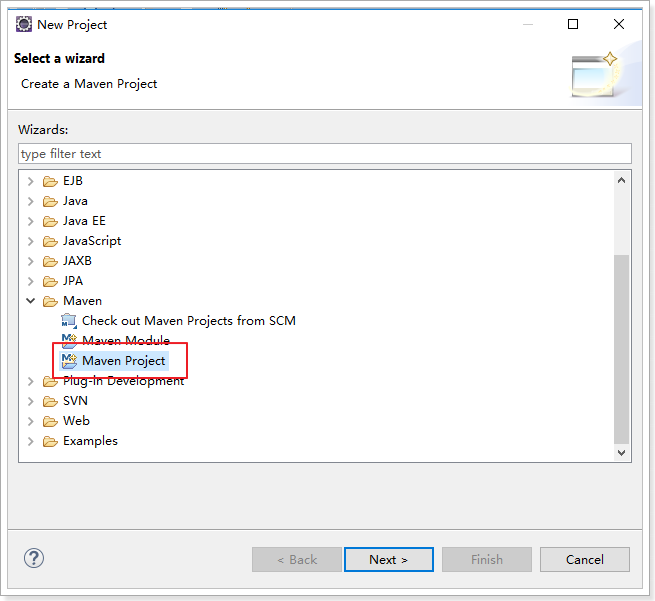 New Project
Select a wizard
Create a Maven Project
Wizards:
type filter text
EJB
Java
Java EE
JavaScript
JAXB
JPA
Maven
Check out Maven Projects from SCM
Maven Module
Maven Project
Plug-in Development
SVN
Web
Examples
< Back Next > Finish Cancel